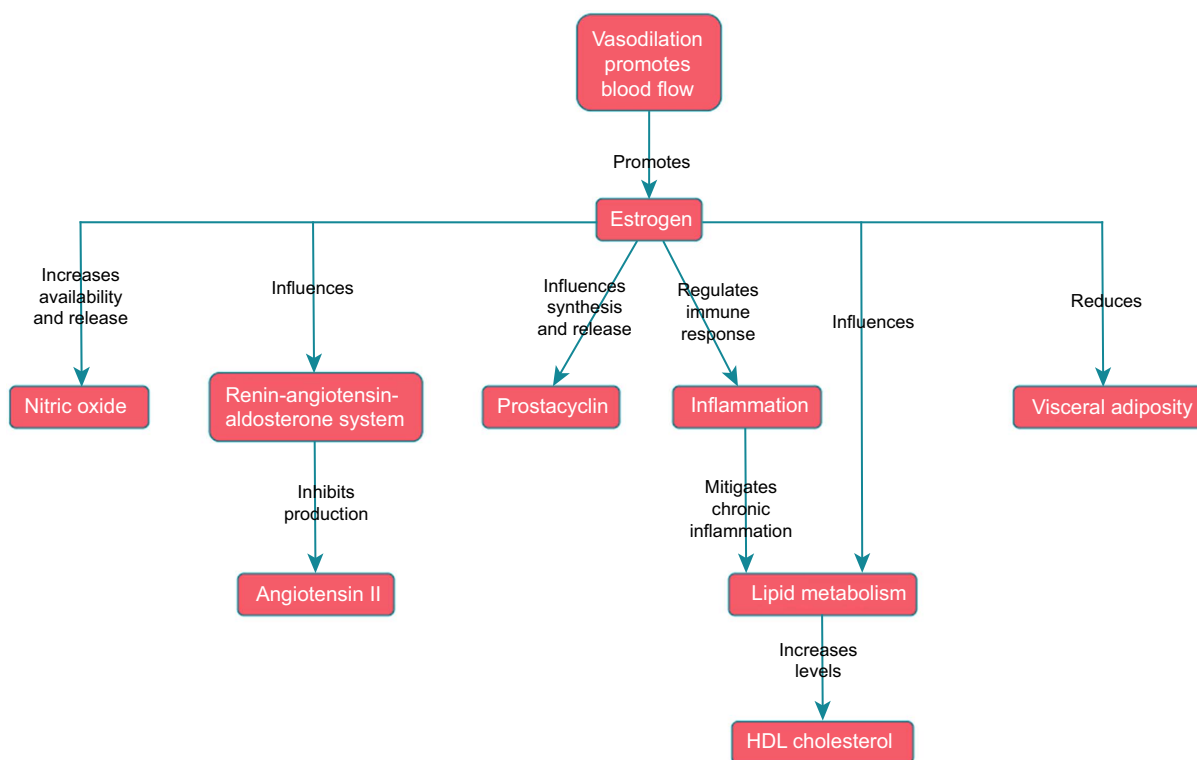 Vasodilation
promotes
blood flow
Promotes
Estrogen
Increases
availability
and release
Influences
Influences
synthesis
and release
Regulates
immune
response
Influences
Reduces
Nitric oxide
Renin-angiotensin-
aldosterone system
Prostacyclin
Inflammation
Visceral adiposity
Inhibits
production
Mitigates
chronic
inflammation
Angiotensin II
Lipid metabolism
Increases
levels
HDL cholesterol